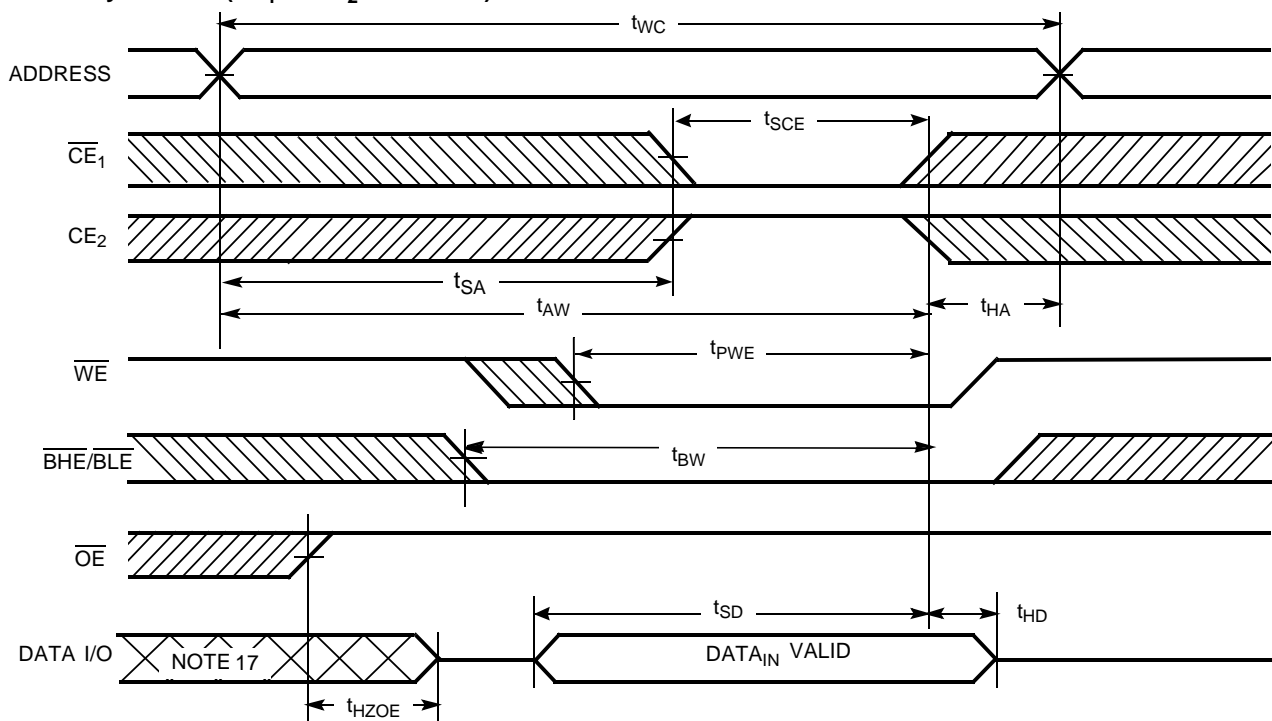 tWC
ADDRESS
tSCE
CE1
CE2
tSA
tAW
tHA
tPWE
WE
BHE/BLE
tBW
OE
tSD
tHD
DATA I/O
NOTE 17
DATAIN VALID
tHZOE